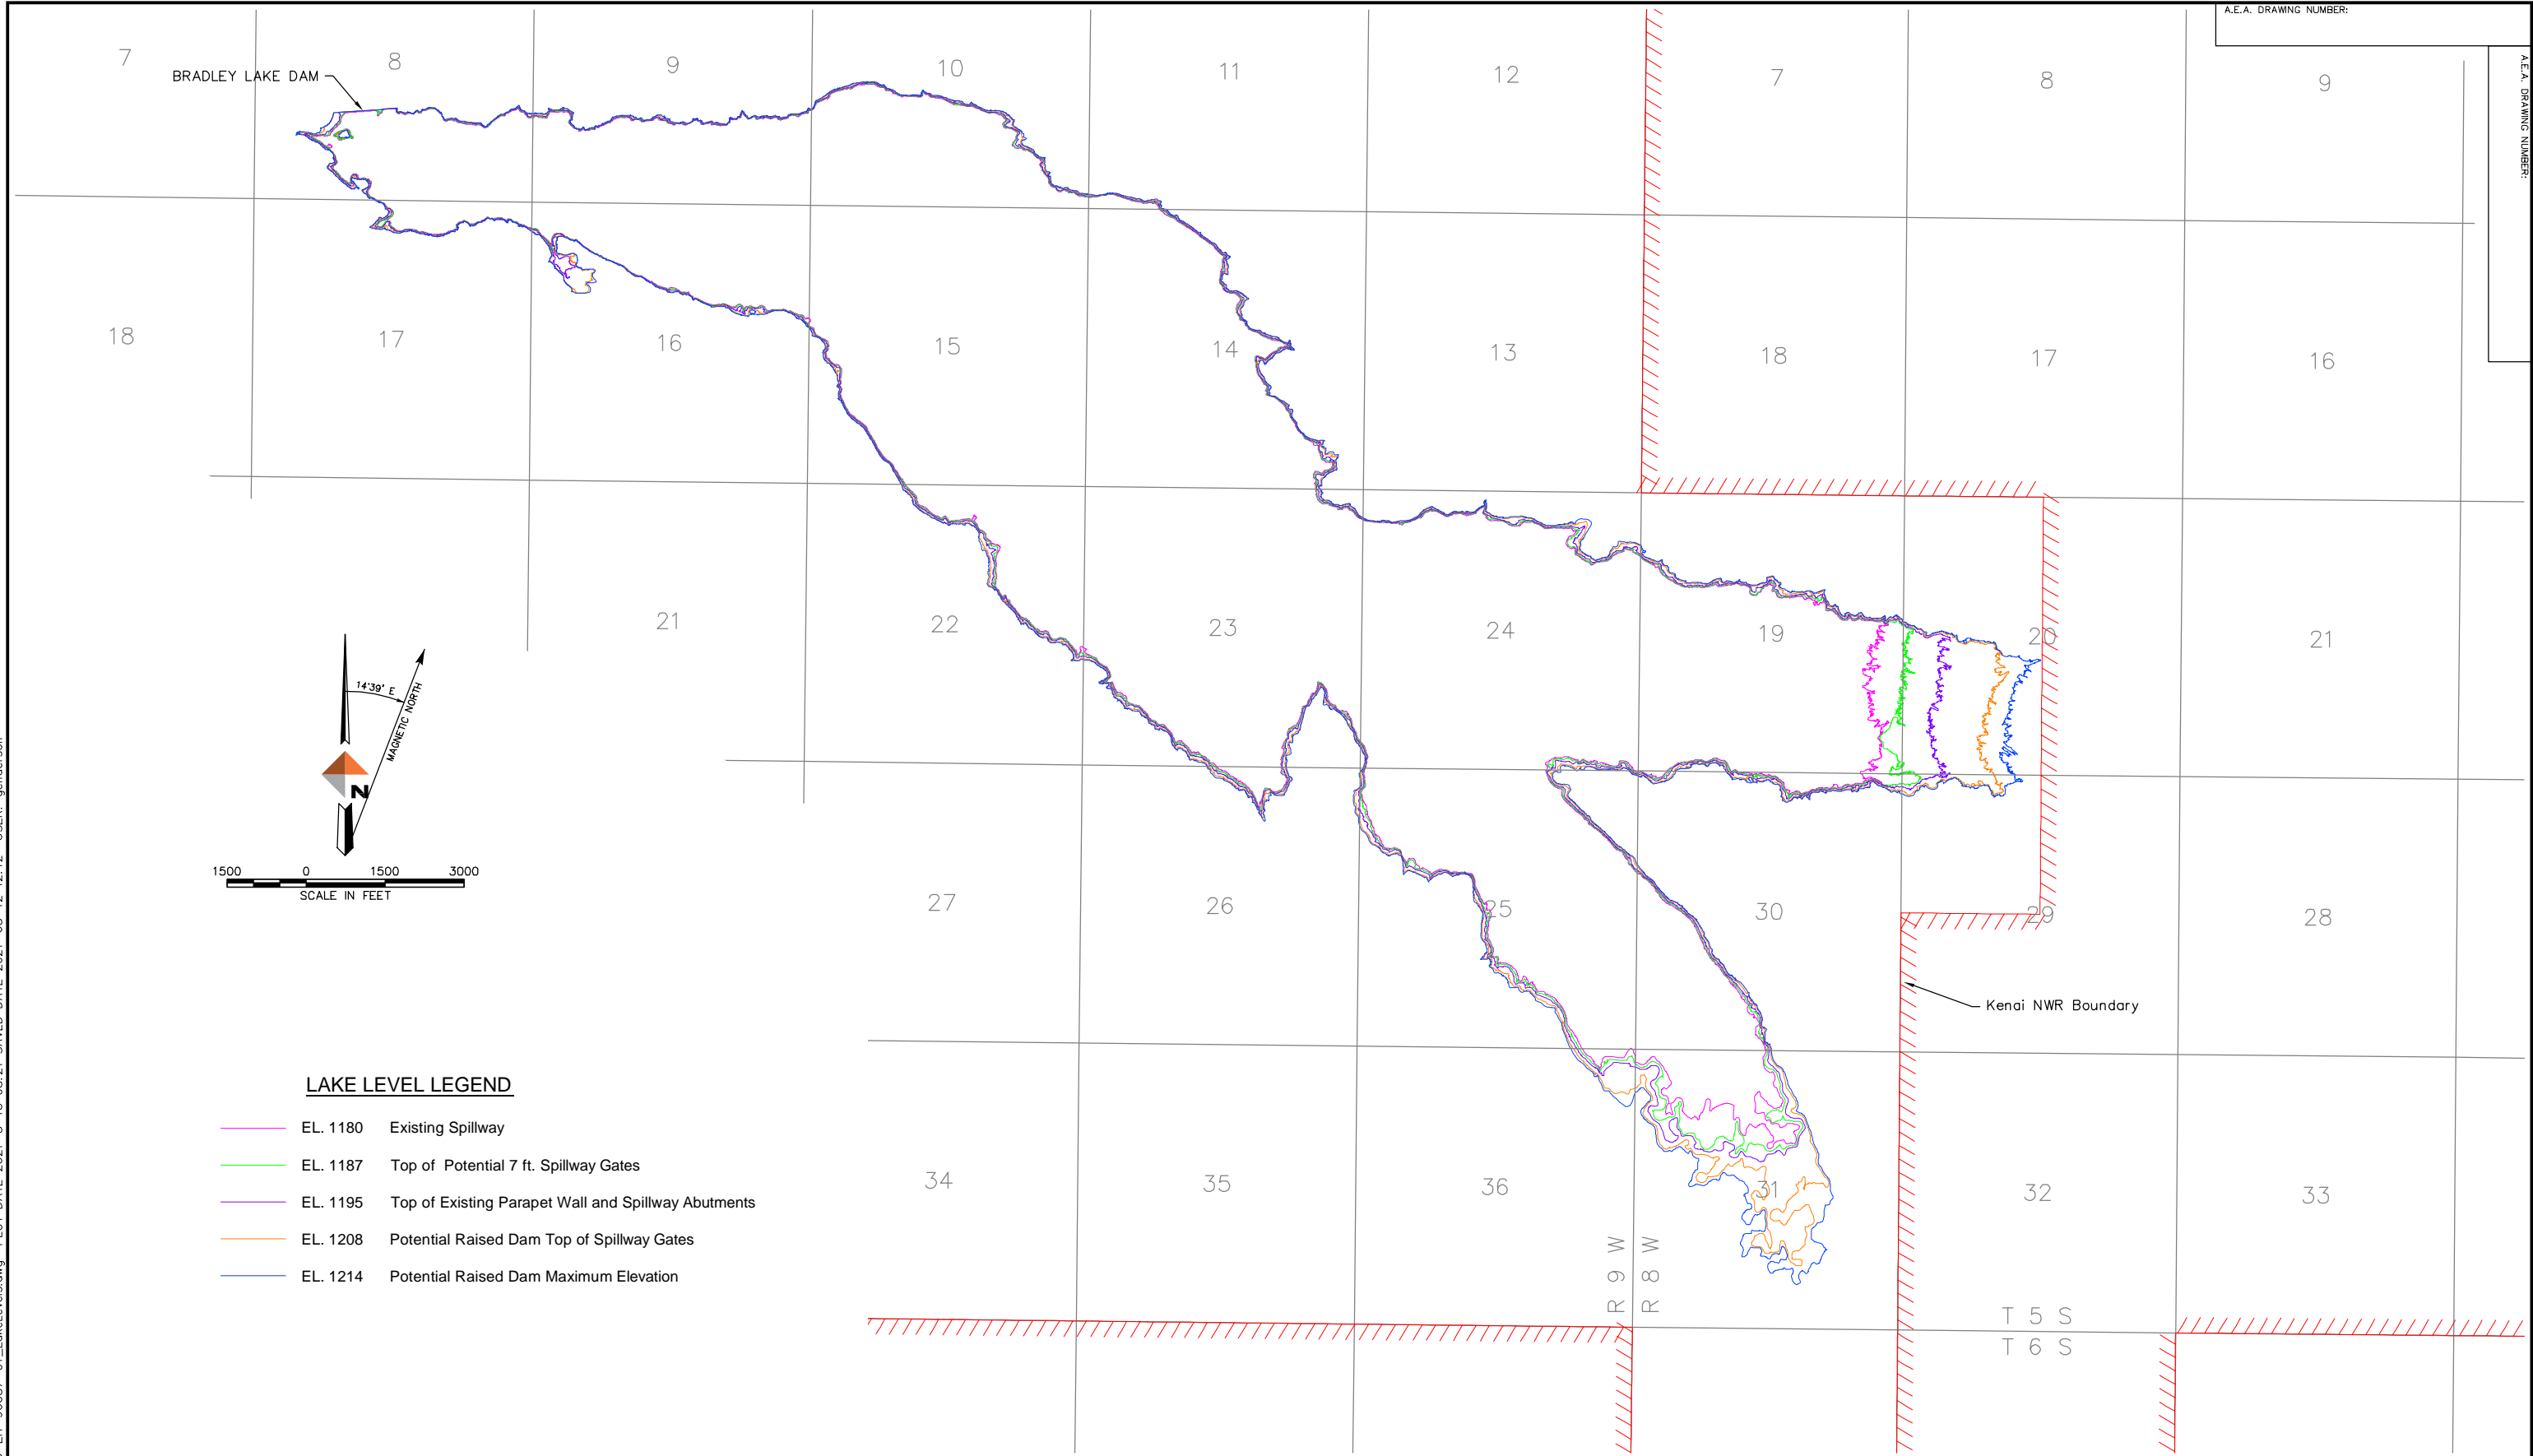 A.E.A. DRAWING NUMBER:
A.E.A. DRAWING NUMBER:
7
8
9
10
11
12
7
8
9
BRADLEY LAKE DAM
18
17
16
15
14
13
18
17
16
21
22
23
24
19
20
21
14°39' E
MAGNETIC NORTH
N
1500 0 1500 3000
SCALE IN FEET
27
26
25
30
29
28
Kenai NWR Boundary
LAKE LEVEL LEGEND
EL. 1180 Existing Spillway
EL. 1187 Top of Potential 7 ft. Spillway Gates
EL. 1195 Top of Existing Parapet Wall and Spillway Abutments
EL. 1208 Potential Raised Dam Top of Spillway Gates
EL. 1214 Potential Raised Dam Maximum Elevation
34
35
36
31
32
33
R 9 W
R 8 W
T 5 S
T 6 S